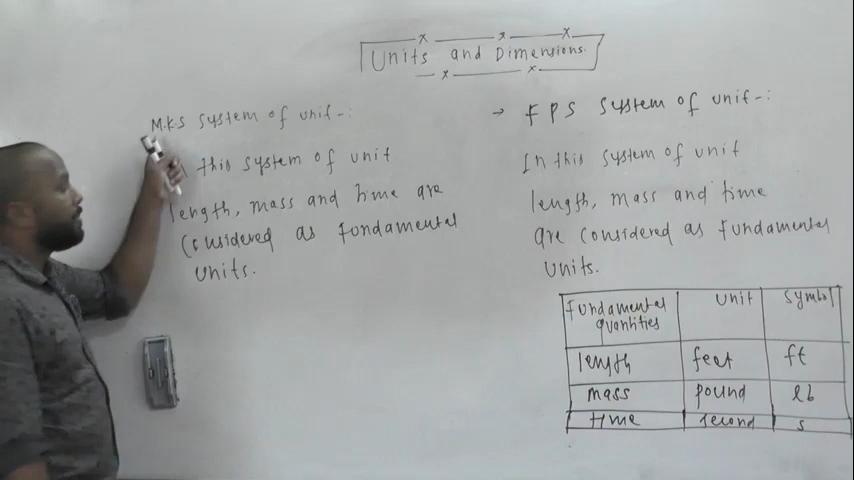 Units and Dimensions.
M.K.S system of unit-:
this system of unit
length, mass and time are
considered as fundamental
units.
→ FPS system of unit-:
In this system of unit
length, mass and time
are considered as fundamental
units.
Fundamental quantities unit symbol
length feet ft
mass pound lb
time second s